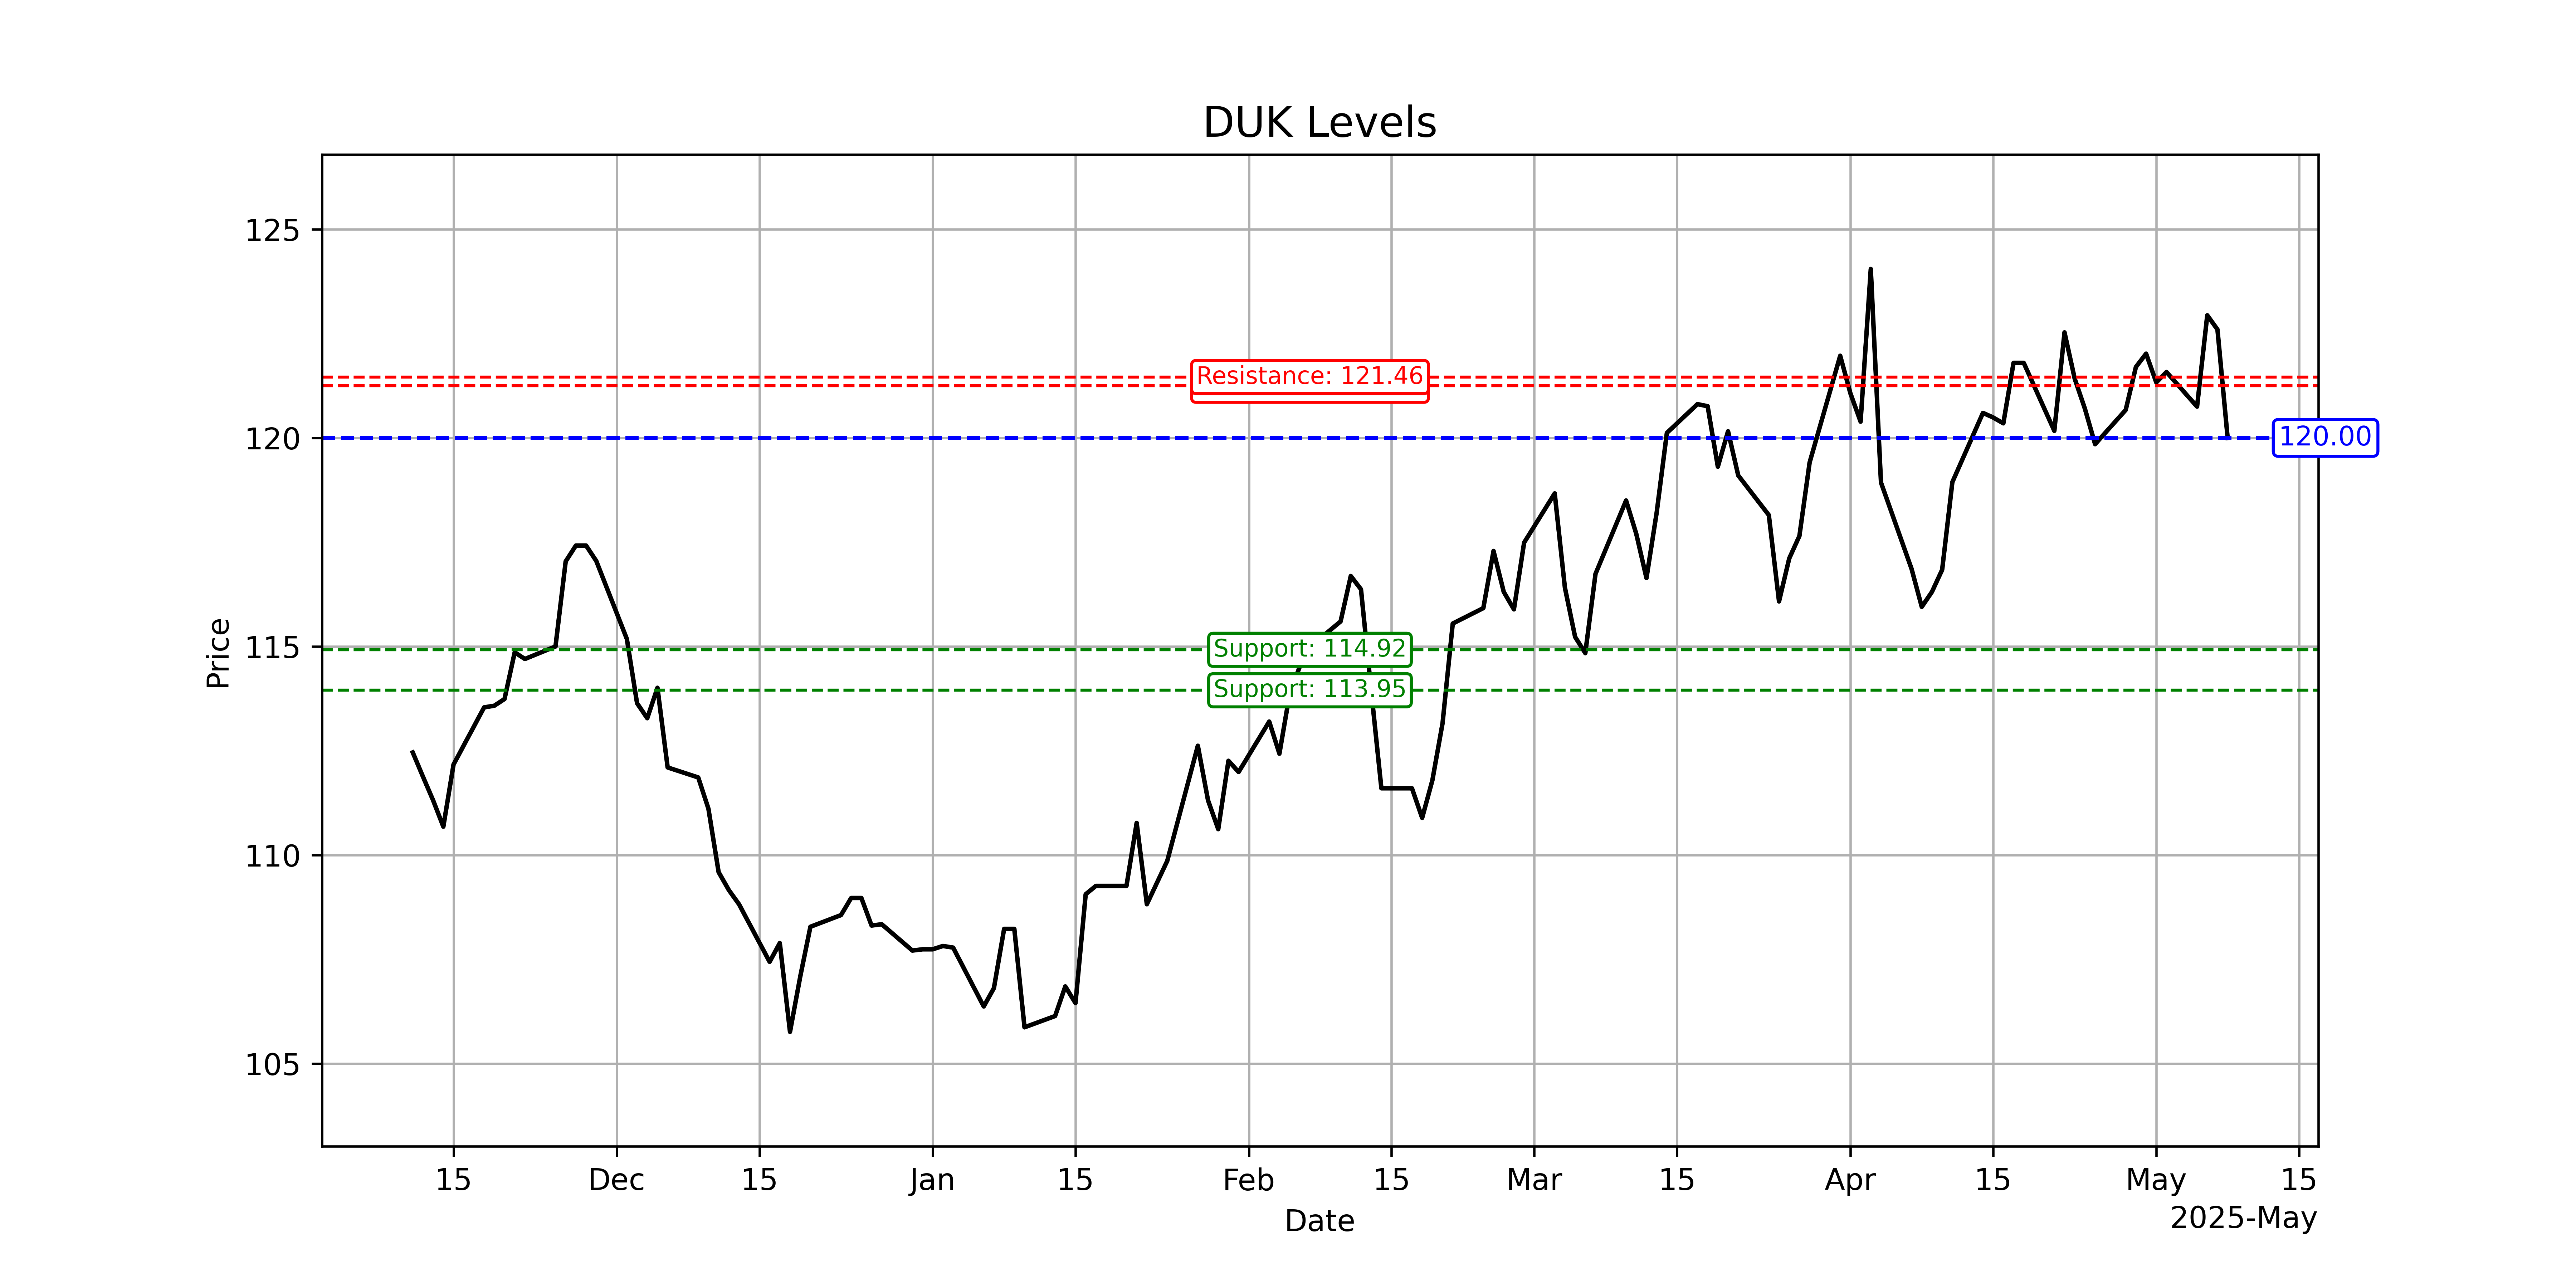 DUK Levels
125
Resistance: 121.46
120
120.00
115
Support: 114.92
Support: 113.95
110
105
Price
15 Dec 15 Jan 15 Feb 15 Mar 15 Apr 15 May 15
2025-May
Date